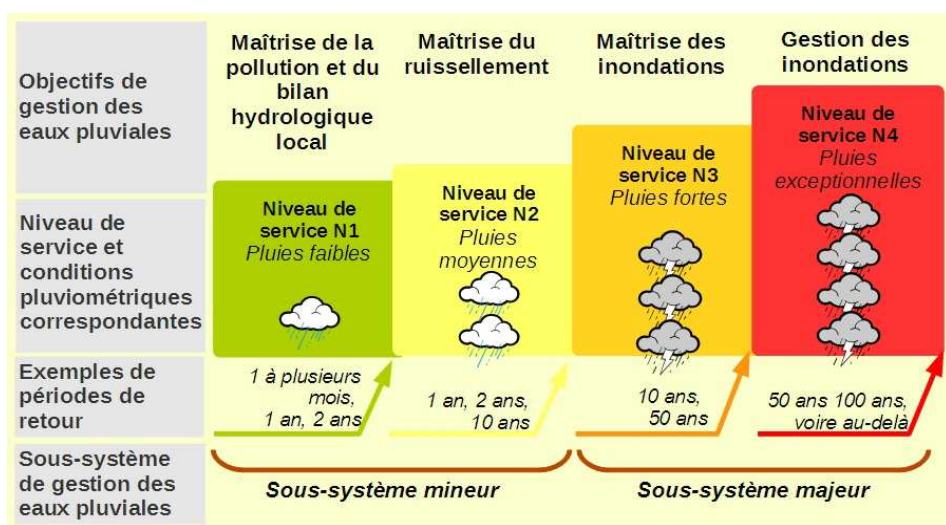 Objectifs de
gestion des
eaux pluviales
Maîtrise de la
pollution et du
bilan
hydrologique
local
Maîtrise du
ruissellement
Maîtrise des
inondations
Gestion des
inondations
Niveau de
service et
conditions
pluviométriques
correspondantes
Niveau de
service N1
Pluies faibles
Niveau de
service N2
Pluies
moyennes
Niveau de
service N3
Pluies fortes
Niveau de
service N4
Pluies
exceptionnelles
Exemples de
périodes de
retour
1 à plusieurs
mois,
1 an, 2 ans
1 an, 2 ans,
10 ans
10 ans,
50 ans
50 ans 100 ans,
voire au-delà
Sous-système
de gestion des
eaux pluviales
Sous-système mineur
Sous-système majeur